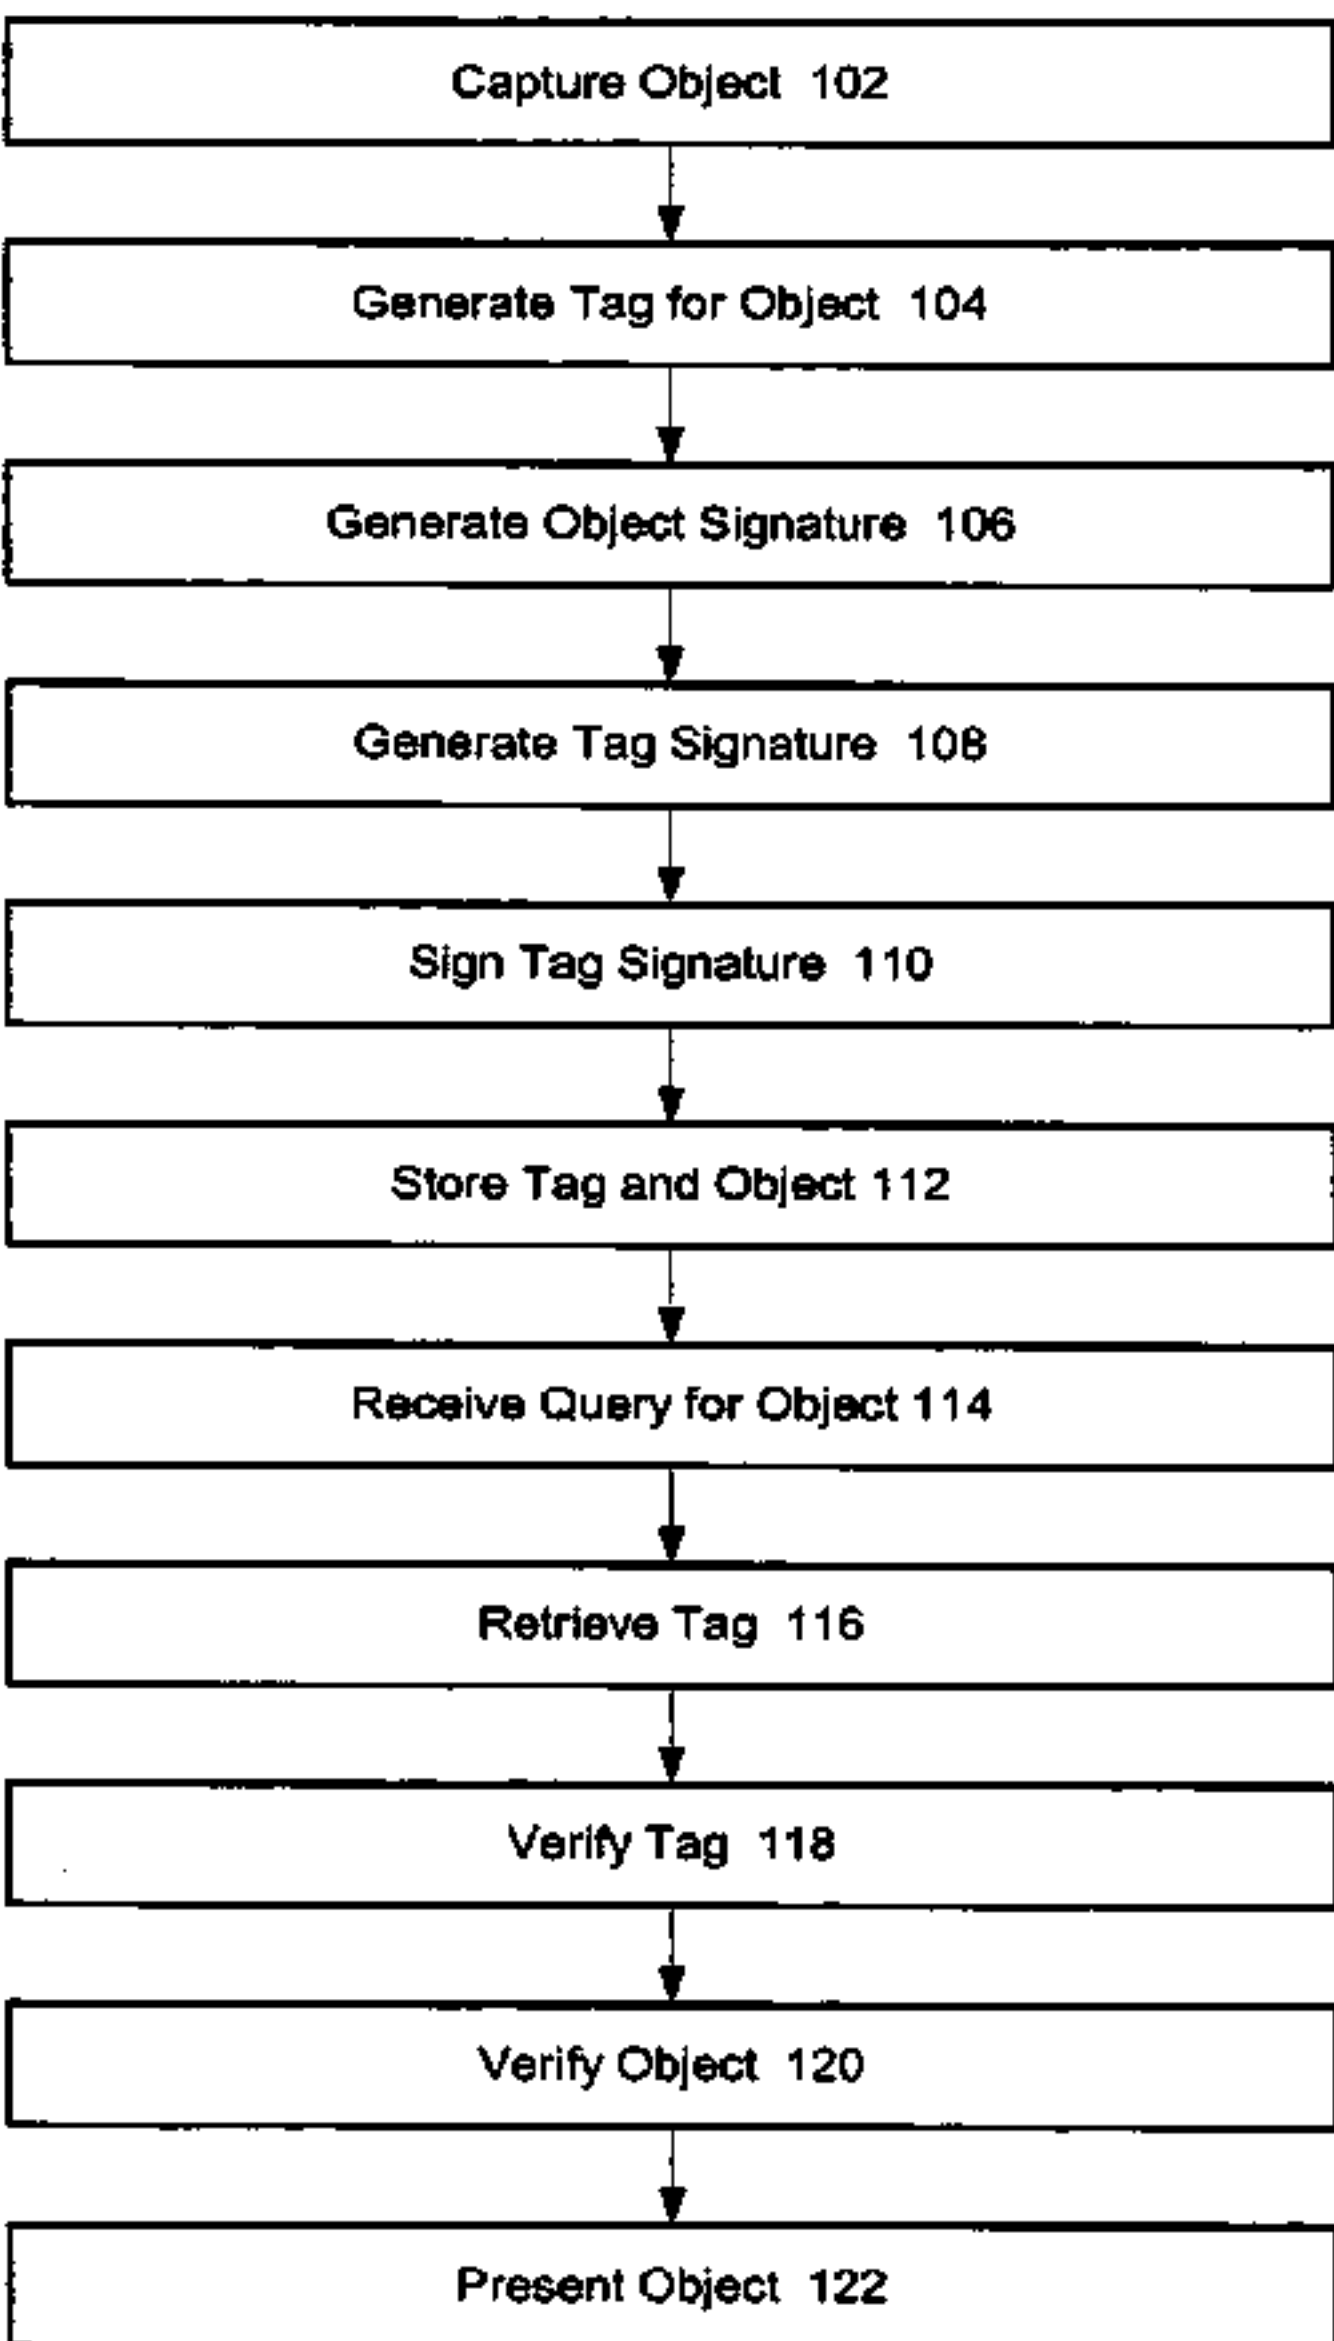 Capture Object 102
Generate Tag for Object 104
Generate Object Signature 106
Generate Tag Signature 108
Sign Tag Signature 110
Store Tag and Object 112
Receive Query for Object 114
Retrieve Tag 116
Verify Tag 118
Verify Object 120
Present Object 122